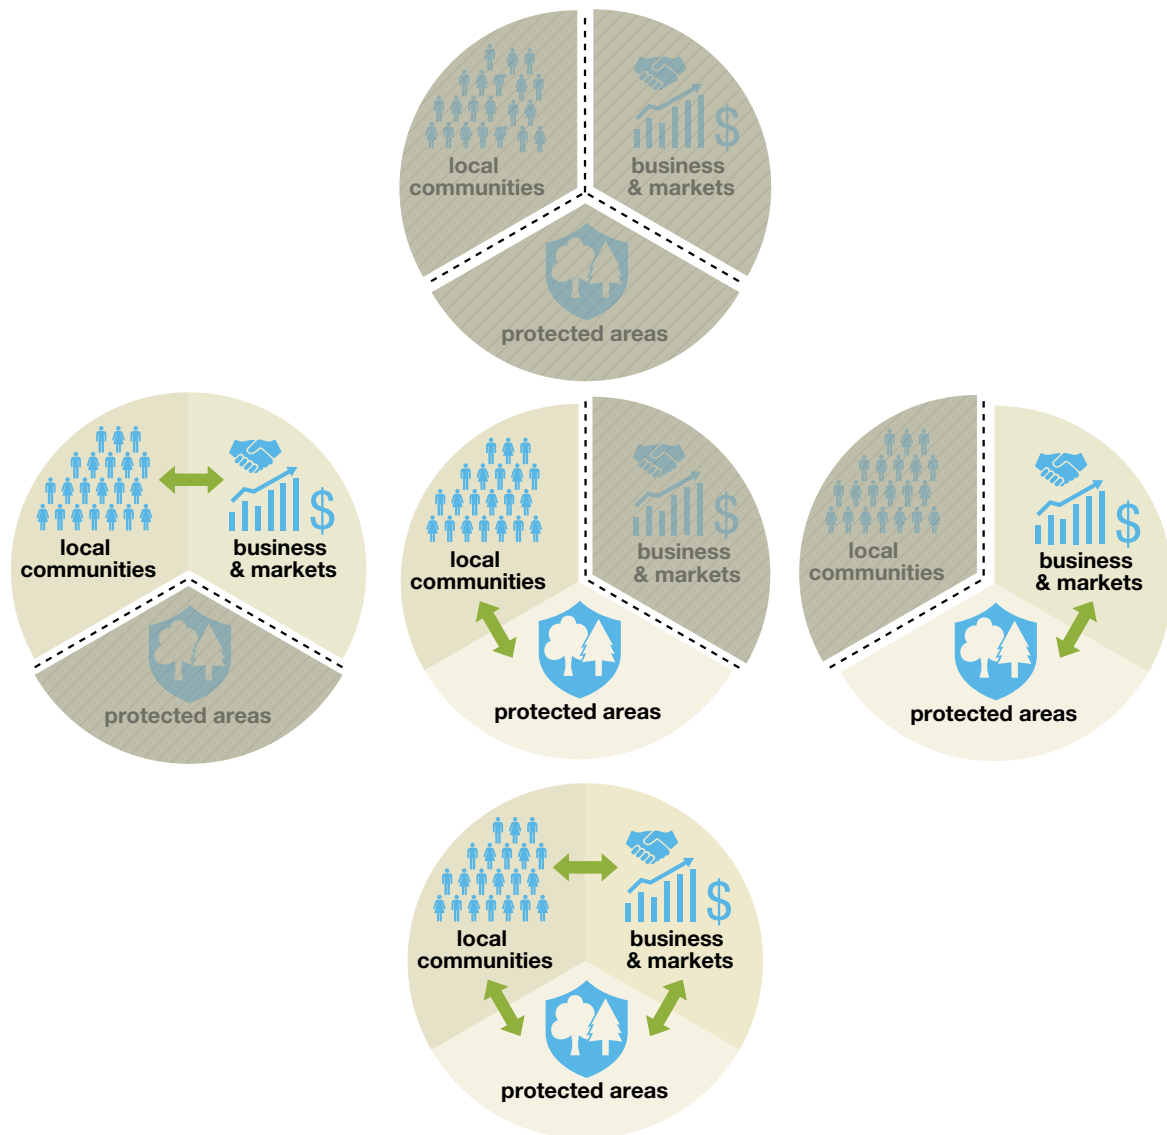 $
local
communities
business
& markets
protected areas
$
local
communities
business
& markets
protected areas
$
local
communities
business
& markets
protected areas
$
local
communities
business
& markets
protected areas
$
local
communities
business
& markets
protected areas